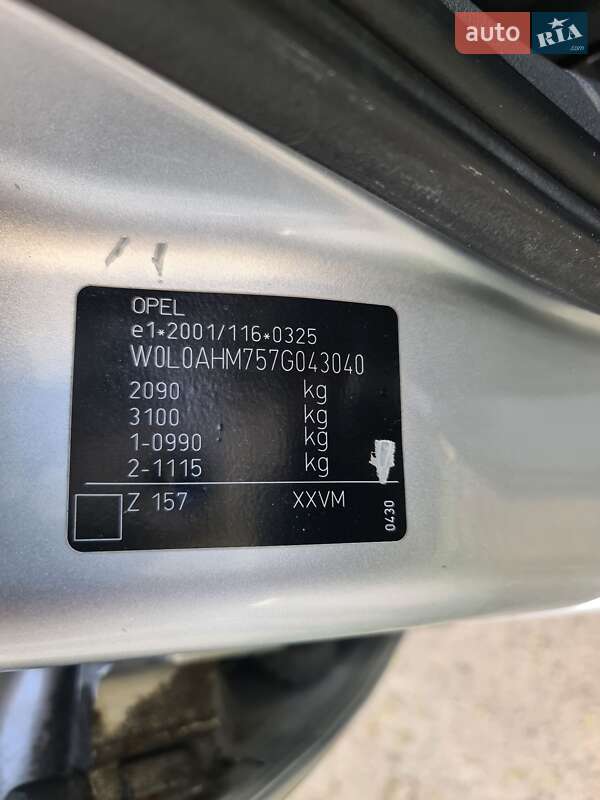 auto RIA .com
OPEL
e1*2001/116*0325
W0L0AHM757G043040
2090 kg
3100 kg
1-0990 kg
2-1115 kg
Z 157 XXVM
0430